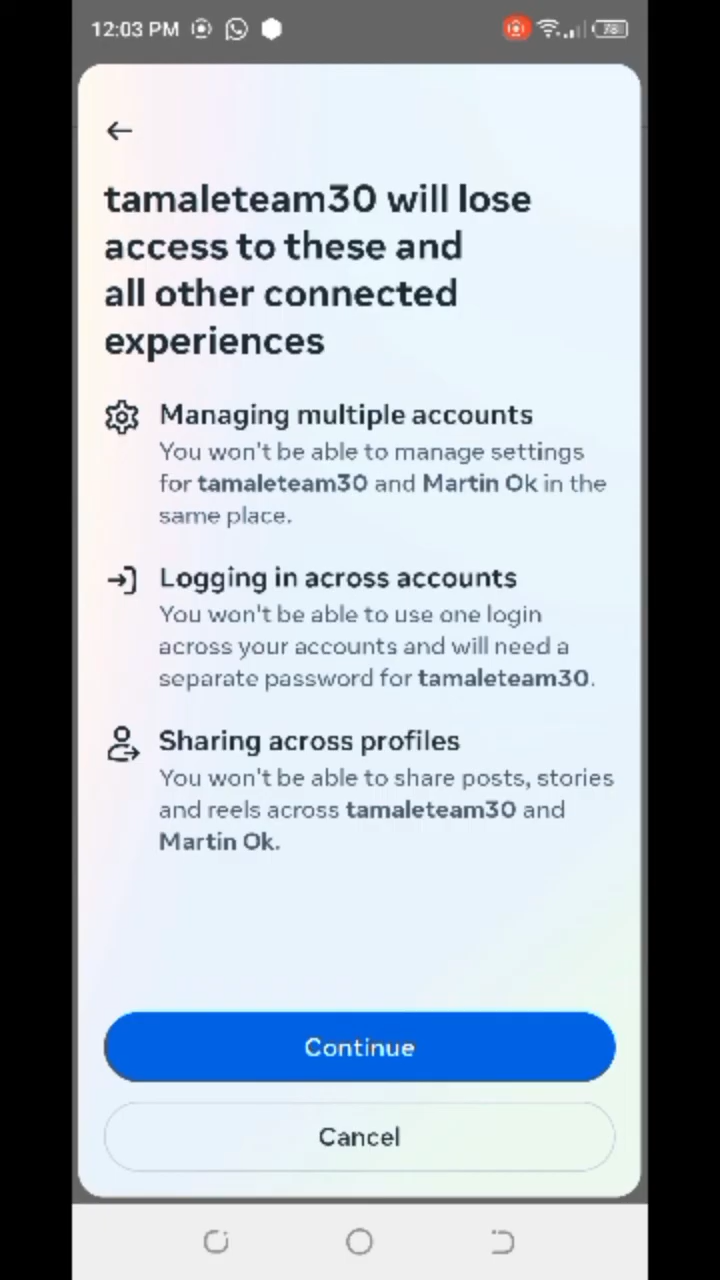 12:03 PM
78
tamaleteam30 will lose
access to these and
all other connected
experiences
Managing multiple accounts
You won't be able to manage settings
for tamaleteam30 and Martin Ok in the
same place.
Logging in across accounts
You won't be able to use one login
across your accounts and will need a
separate password for tamaleteam30.
Sharing across profiles
You won't be able to share posts, stories
and reels across tamaleteam30 and
Martin Ok.
Continue
Cancel